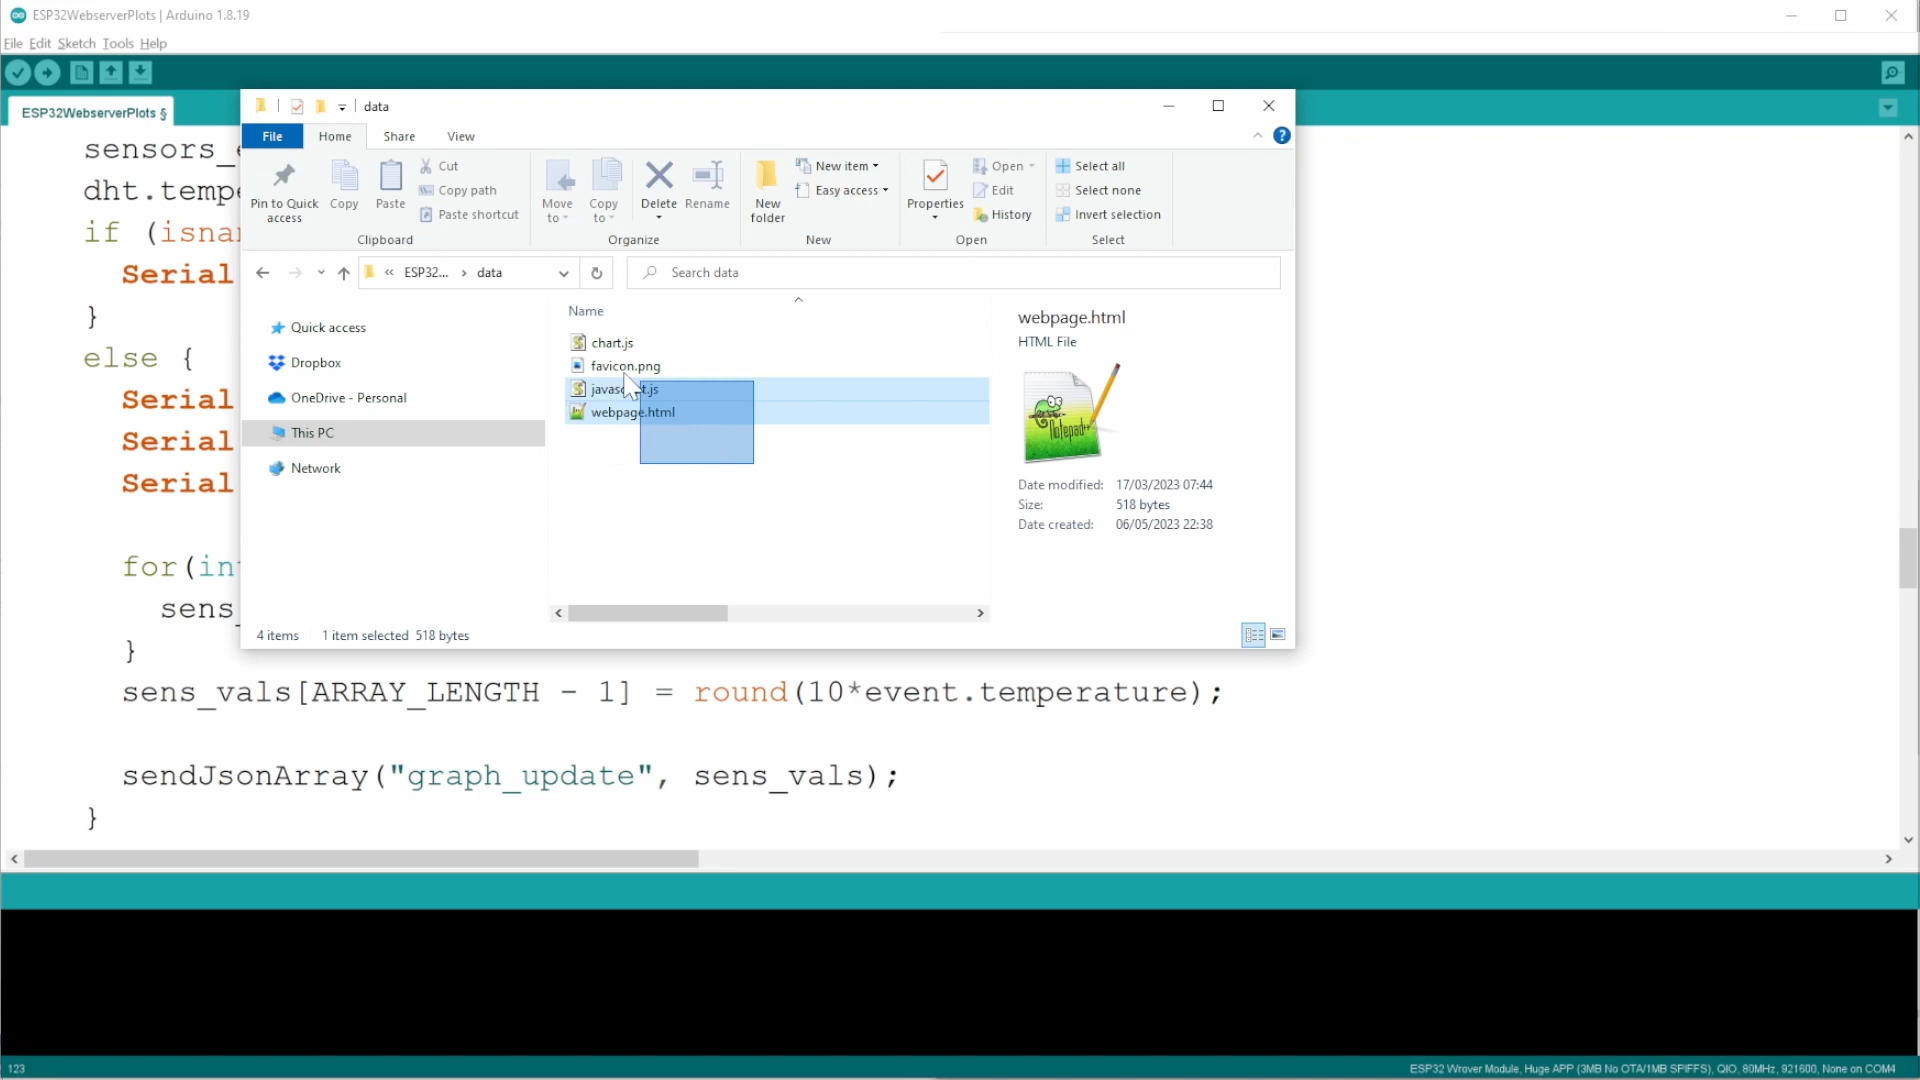 ESP32WebserverPlots | Arduino 1.8.19
File Edit Sketch Tools Help
ESP32WebserverPlots §
data
File Home Share View
Pin to Quick access
Copy
Paste
Cut
Copy path
Paste shortcut
Clipboard
Move to
Copy to
Delete
Rename
Organize
New folder
New item
Easy access
New
Properties
Open
Edit
History
Open
Select all
Select none
Invert selection
Select
« ESP32... › data
Search data
Quick access
Dropbox
OneDrive - Personal
This PC
Network
Name
chart.js
favicon.png
webpage.html
webpage.html
HTML File
Notepad++
Date modified: 17/03/2023 07:44
Size: 518 bytes
Date created: 06/05/2023 22:38
4 items 1 item selected 518 bytes
sensors_
dht.temp
if (isna
Serial
}
else {
Serial
Serial
Serial
for(in
sens_
}
sens_vals[ARRAY_LENGTH - 1] = round(10*event.temperature);
sendJsonArray("graph_update", sens_vals);
}
123
ESP32 Wrover Module, Huge APP (3MB No OTA/1MB SPIFFS), QIO, 80MHz, 921600, None on COM4